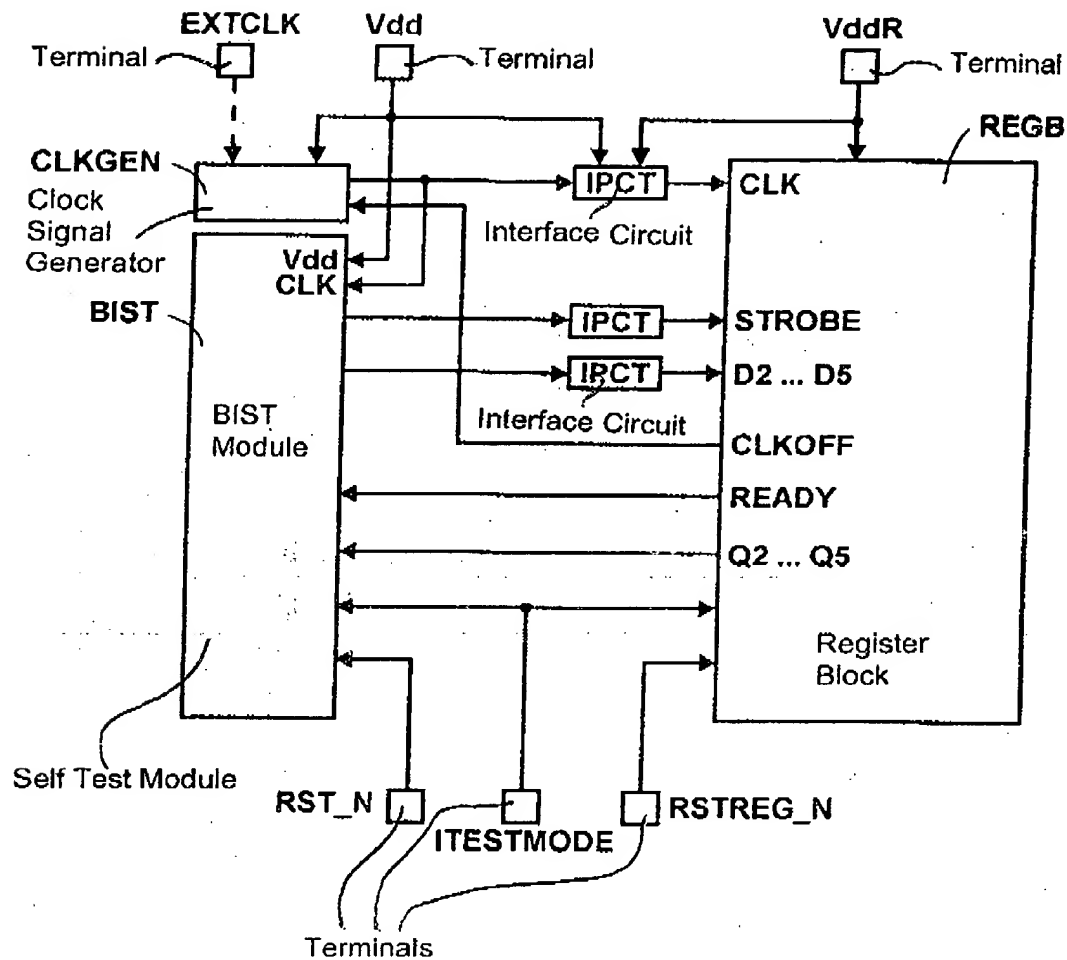 EXTCLK
Vdd
VddR
Terminal
Terminal
Terminal
REGB
CLKGEN
Clock
Signal
Generator
IPCT
CLK
Interface Circuit
Vdd
CLK
BIST
IPCT
STROBE
IPCT
D2 ... D5
Interface Circuit
BIST
Module
CLKOFF
READY
Q2 ... Q5
Register
Block
Self Test Module
RST_N
ITESTMODE
RSTREG_N
Terminals